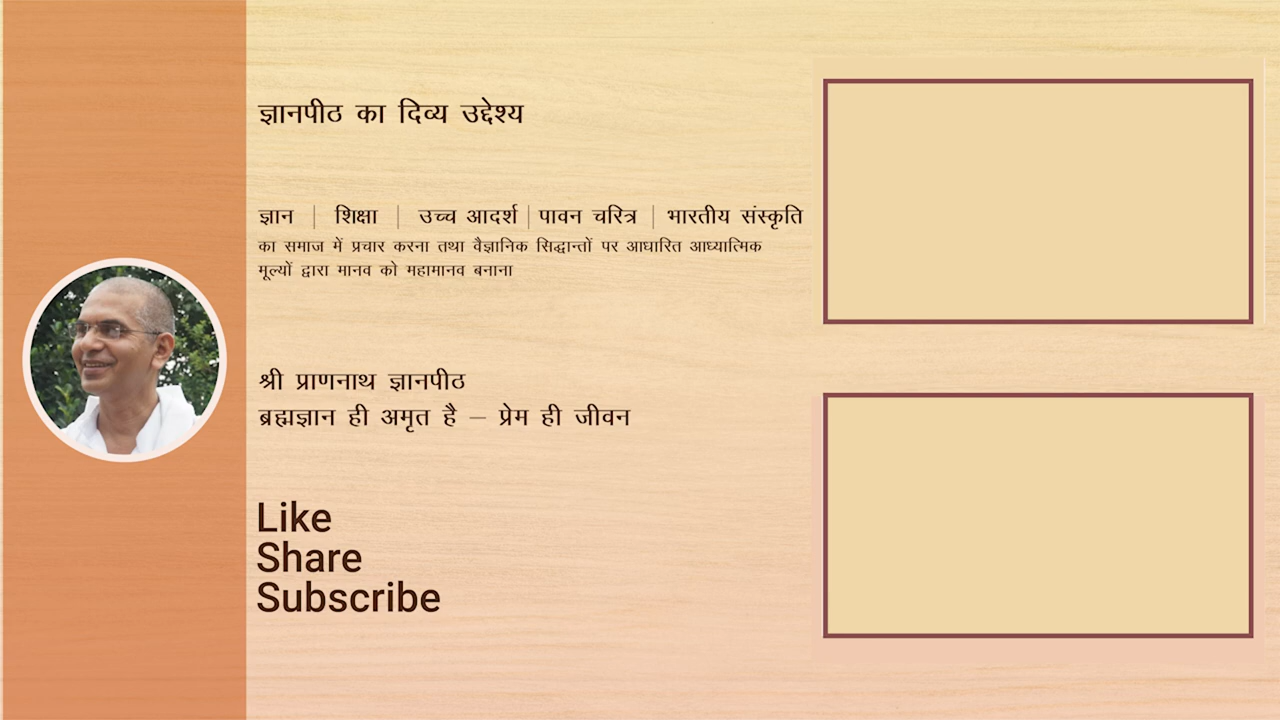 ज्ञानपीठ का दिव्य उद्देश्य
ज्ञान | शिक्षा | उच्च आदर्श | पावन चरित्र | भारतीय संस्कृति
का समाज में प्रचार करना तथा वैज्ञानिक सिद्धान्तों पर आधारित आध्यात्मिक
मूल्यों द्वारा मानव को महामानव बनाना
श्री प्राणनाथ ज्ञानपीठ
ब्रह्मज्ञान ही अमृत है – प्रेम ही जीवन
Like
Share
Subscribe